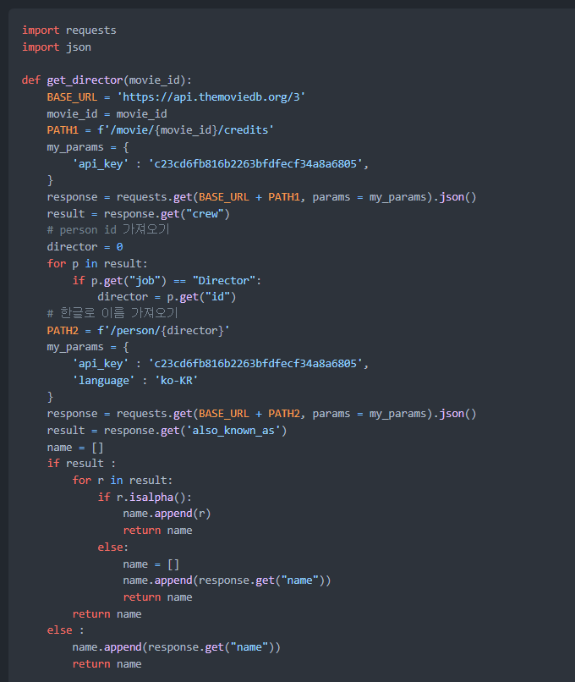 import requests
import json
def get_director(movie_id):
    BASE_URL = 'https://api.themoviedb.org/3'
    movie_id = movie_id
    PATH1 = f'/movie/{movie_id}/credits'
    my_params = {
        'api_key' : 'c23cd6fb816b2263bfdfecf34a8a6805',
    }
    response = requests.get(BASE_URL + PATH1, params = my_params).json()
    result = response.get("crew")
    # person id 가져오기
    director = 0
    for p in result:
        if p.get("job") == "Director":
            director = p.get("id")
    # 한글로 이름 가져오기
    PATH2 = f'/person/{director}'
    my_params = {
        'api_key' : 'c23cd6fb816b2263bfdfecf34a8a6805',
        'language' : 'ko-KR'
    }
    response = requests.get(BASE_URL + PATH2, params = my_params).json()
    result = response.get('also_known_as')
    name = []
    if result :
        for r in result:
            if r.isalpha():
                name.append(r)
                return name
            else:
                name = []
                name.append(response.get("name"))
                return name
        return name
    else :
        name.append(response.get("name"))
        return name